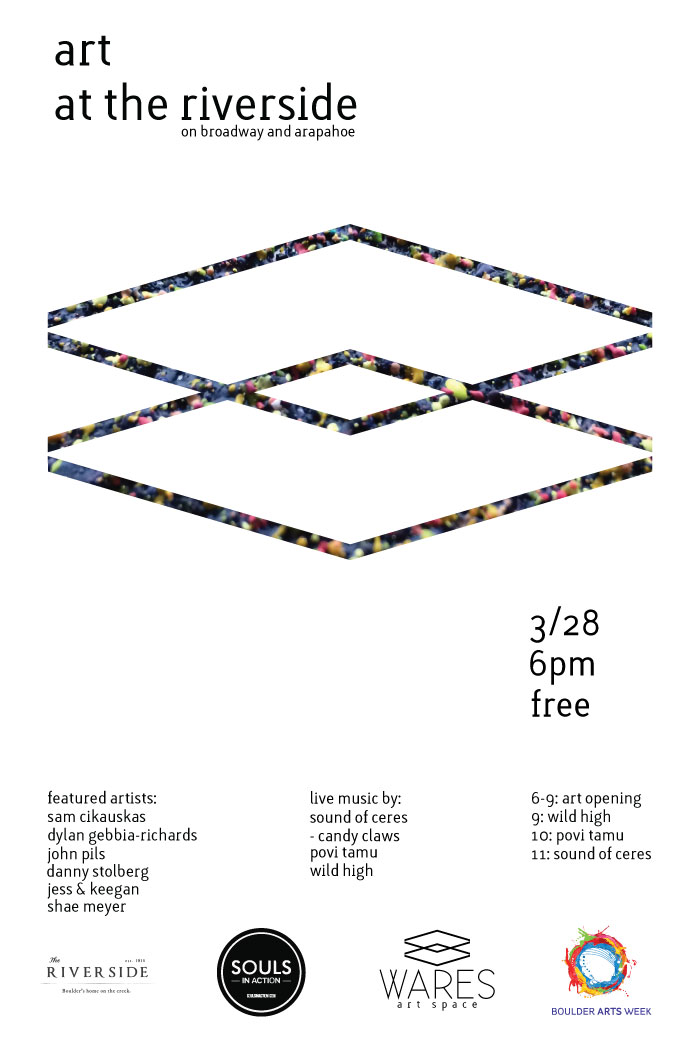 art
at the riverside
on broadway and arapahoe
3/28
6pm
free
featured artists:
sam cikauskas
dylan gebbia-richards
john pils
danny stolberg
jess & keegan
shae meyer
live music by:
sound of ceres
- candy claws
povi tamu
wild high
6-9: art opening
9: wild high
10: povi tamu
11: sound of ceres
The
RIVERSIDE
Boulder's home on the creek.
SOULS
IN ACTION
WARES
art space
BOULDER ARTS WEEK